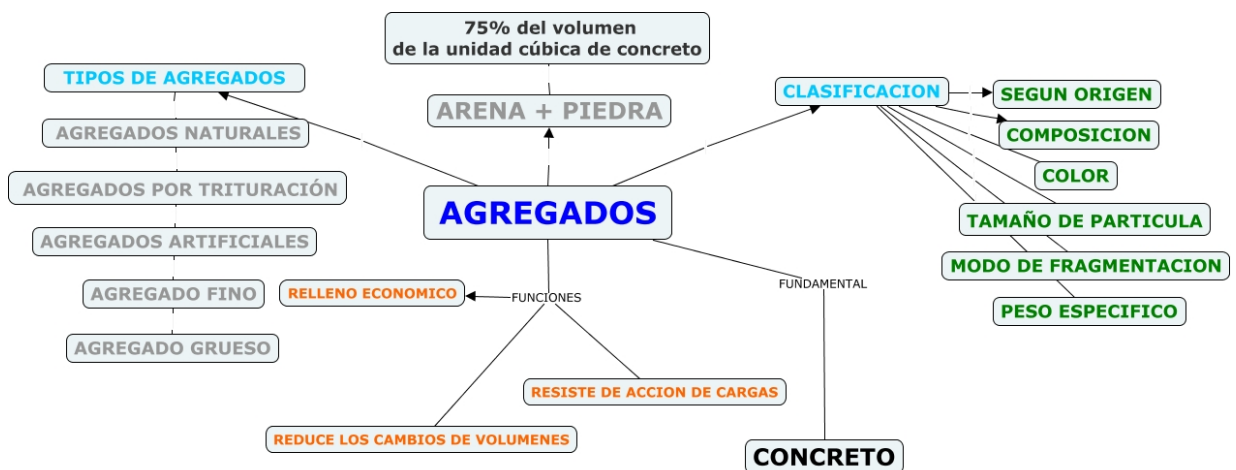 75% del volumen
de la unidad cúbica de concreto
TIPOS DE AGREGADOS
CLASIFICACION
SEGUN ORIGEN
ARENA + PIEDRA
AGREGADOS NATURALES
COMPOSICION
COLOR
AGREGADOS POR TRITURACIÓN
AGREGADOS
TAMAÑO DE PARTICULA
AGREGADOS ARTIFICIALES
MODO DE FRAGMENTACION
AGREGADO FINO
RELLENO ECONOMICO
FUNCIONES
FUNDAMENTAL
PESO ESPECIFICO
AGREGADO GRUESO
RESISTE DE ACCION DE CARGAS
REDUCE LOS CAMBIOS DE VOLUMENES
CONCRETO